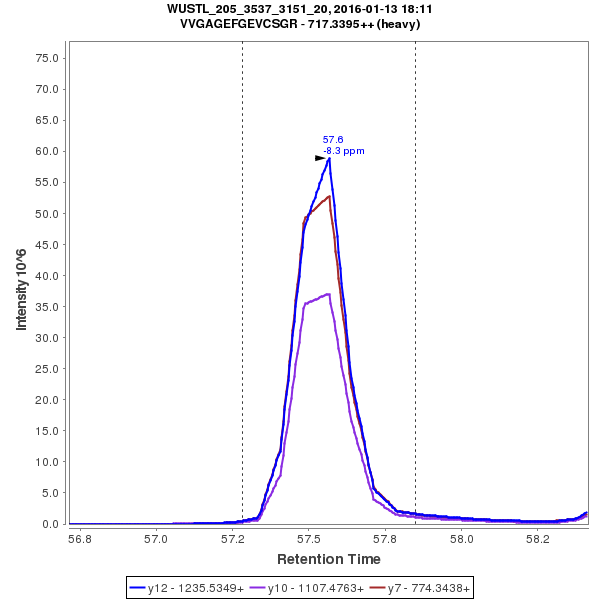 WUSTL_205_3537_3151_20, 2016-01-13 18:11
VVGAGEFGEVCSGR - 717.3395++ (heavy)
75.0
70.0
65.0
60.0
55.0
50.0
45.0
40.0
35.0
30.0
25.0
20.0
15.0
10.0
5.0
0.0
Intensity 10^6
57.6
-8.3 ppm
56.8 57.0 57.2 57.5 57.8 58.0 58.2
Retention Time
y12 - 1235.5349+ y10 - 1107.4763+ y7 - 774.3438+